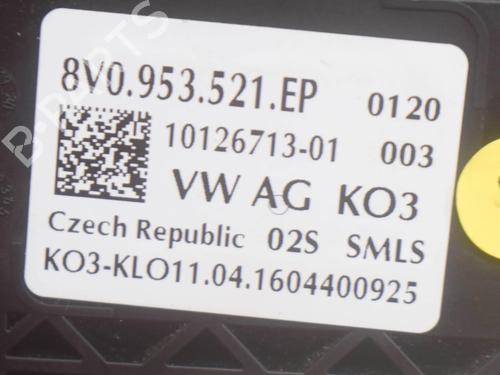 8V0.953.521.EP 0120
10126713-01 003
VW AG KO3
Czech Republic 02S SMLS
KO3-KLO11.04.1604400925
B-PARTS